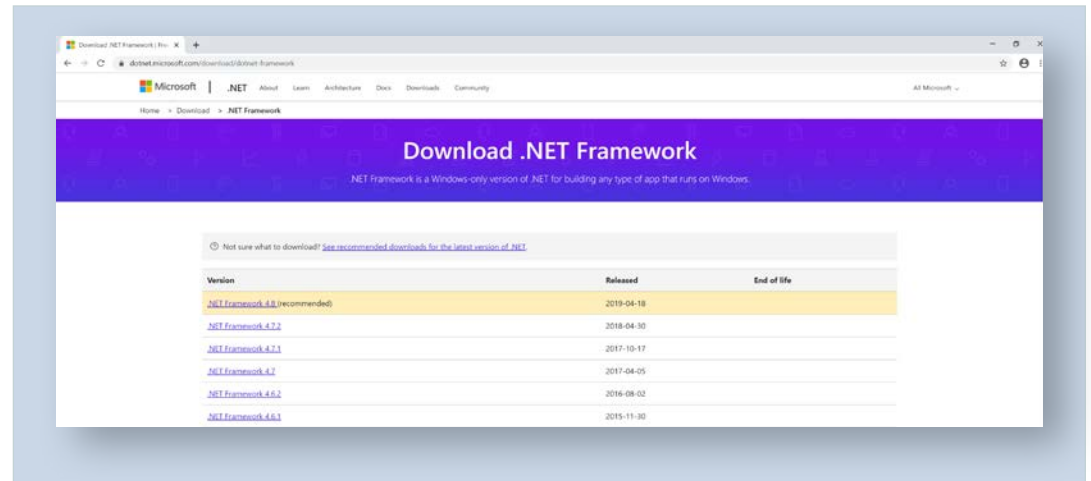 Download .NET Framework | Fre
dotnet.microsoft.com/download/dotnet-framework
Microsoft | .NET About Learn Architecture Docs Downloads Community All Microsoft
Home > Download > .NET Framework
Download .NET Framework
.NET Framework is a Windows-only version of .NET for building any type of app that runs on Windows.
Not sure what to download? See recommended downloads for the latest version of .NET.
Version Released End of life
.NET Framework 4.8 (recommended) 2019-04-18
.NET Framework 4.7.2 2018-04-30
.NET Framework 4.7.1 2017-10-17
.NET Framework 4.7 2017-04-05
.NET Framework 4.6.2 2016-08-02
.NET Framework 4.6.1 2015-11-30